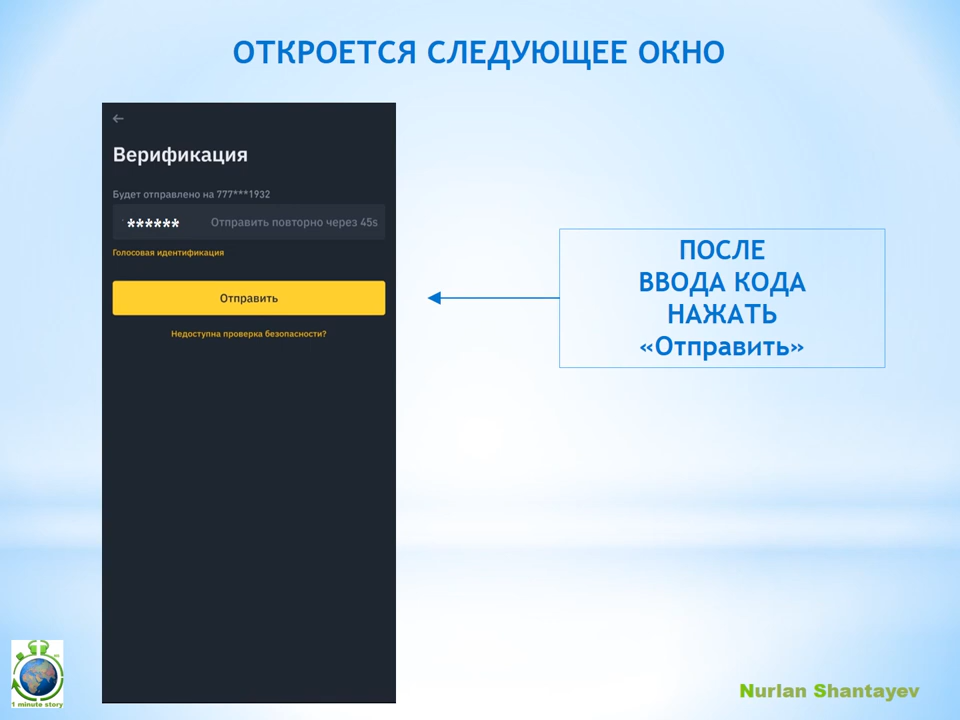 ОТКРОЕТСЯ СЛЕДУЮЩЕЕ ОКНО
Верификация
Будет отправлено на 777***1932
****** Отправить повторно через 45s
Голосовая идентификация
Отправить
Недоступна проверка безопасности?
ПОСЛЕ
ВВОДА КОДА
НАЖАТЬ
«Отправить»
1 minute story
Nurlan Shantayev